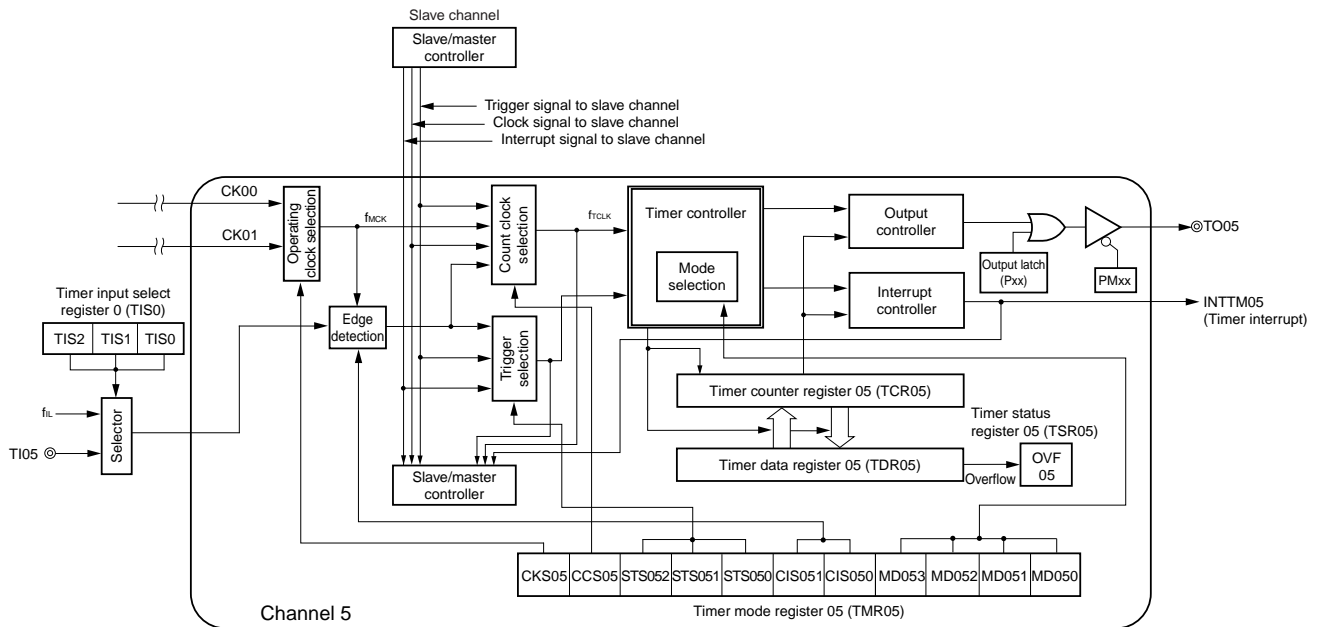 Slave channel
Slave/master
controller
Trigger signal to slave channel
Clock signal to slave channel
Interrupt signal to slave channel
CK00
CK01
Operating
clock selection
fMCK
Count clock
selection
fTCLK
Timer controller
Mode
selection
Output
controller
Output latch
(Pxx)
PMxx
TO05
Interrupt
controller
INTTM05
(Timer interrupt)
Timer input select
register 0 (TIS0)
TIS2 TIS1 TIS0
Edge
detection
Trigger
selection
fIL
TI05
Selector
Slave/master
controller
Timer counter register 05 (TCR05)
Timer status
register 05 (TSR05)
Timer data register 05 (TDR05)
Overflow
OVF
05
CKS05 CCS05 STS052 STS051 STS050 CIS051 CIS050 MD053 MD052 MD051 MD050
Channel 5
Timer mode register 05 (TMR05)